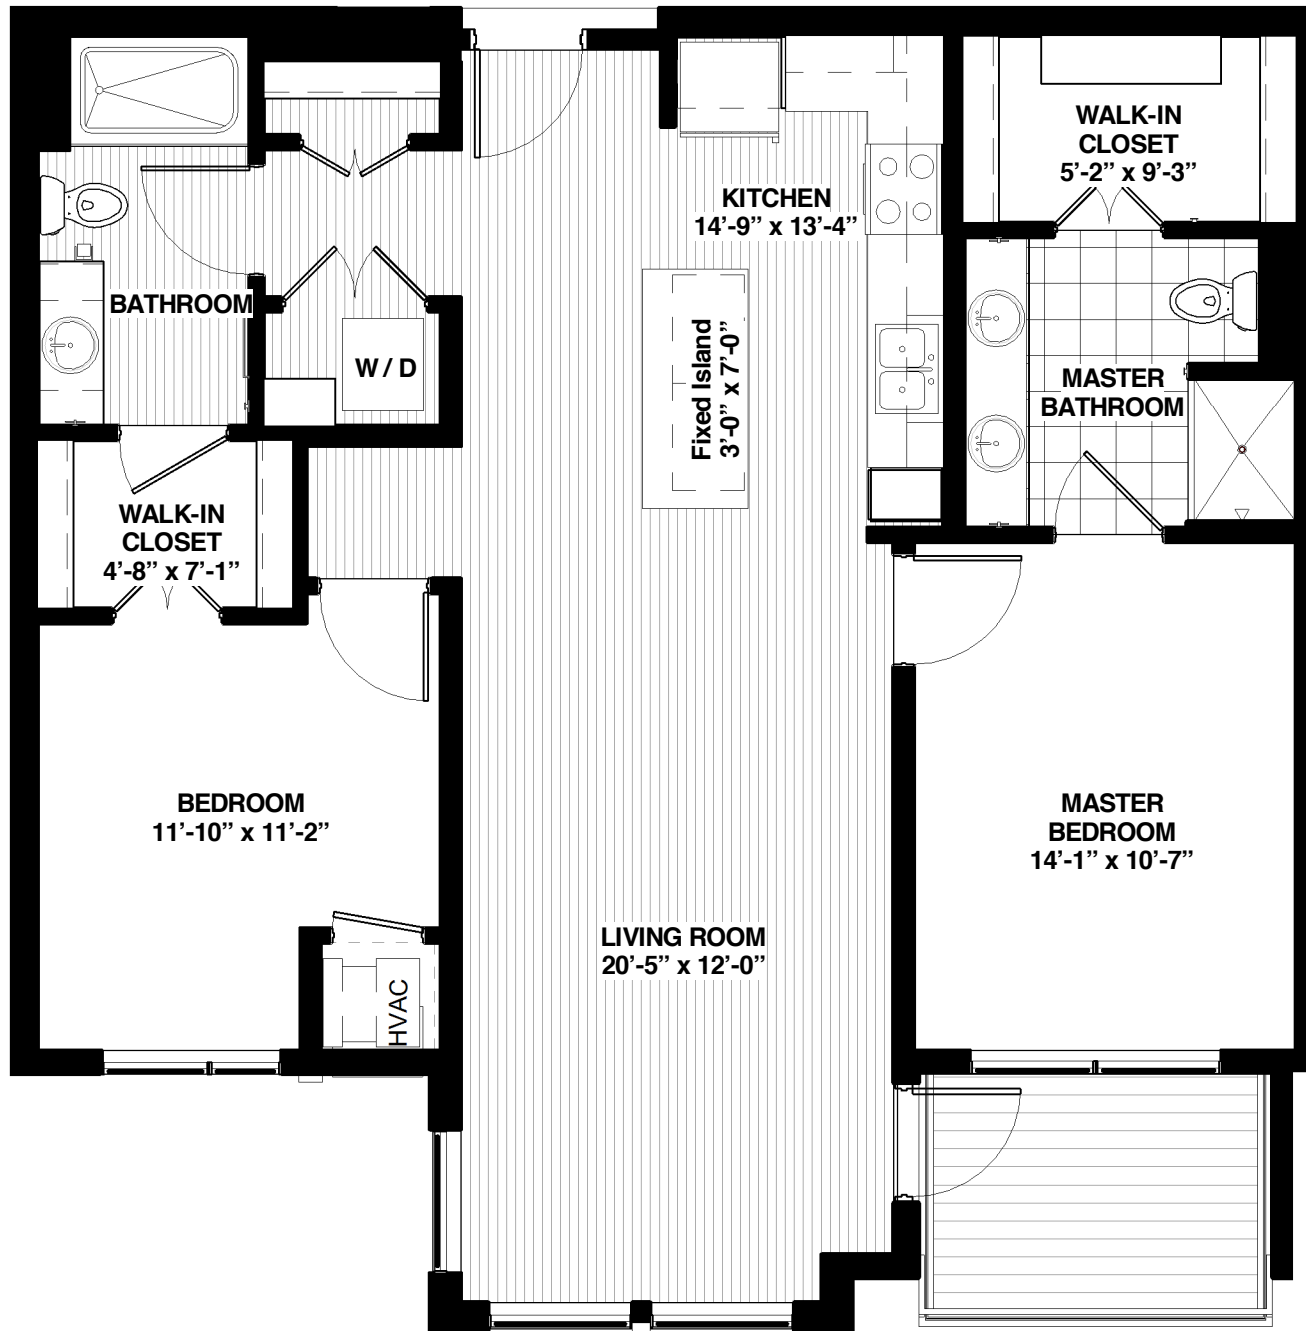 WALK-IN
CLOSET
5’-2” x 9’-3”
KITCHEN
14’-9” x 13’-4”
BATHROOM
W / D
Fixed Island
3’-0” x 7’-0”
MASTER
BATHROOM
WALK-IN
CLOSET
4’-8” x 7’-1”
BEDROOM
11’-10” x 11’-2”
MASTER
BEDROOM
14’-1” x 10’-7”
LIVING ROOM
20’-5” x 12’-0”
HVAC